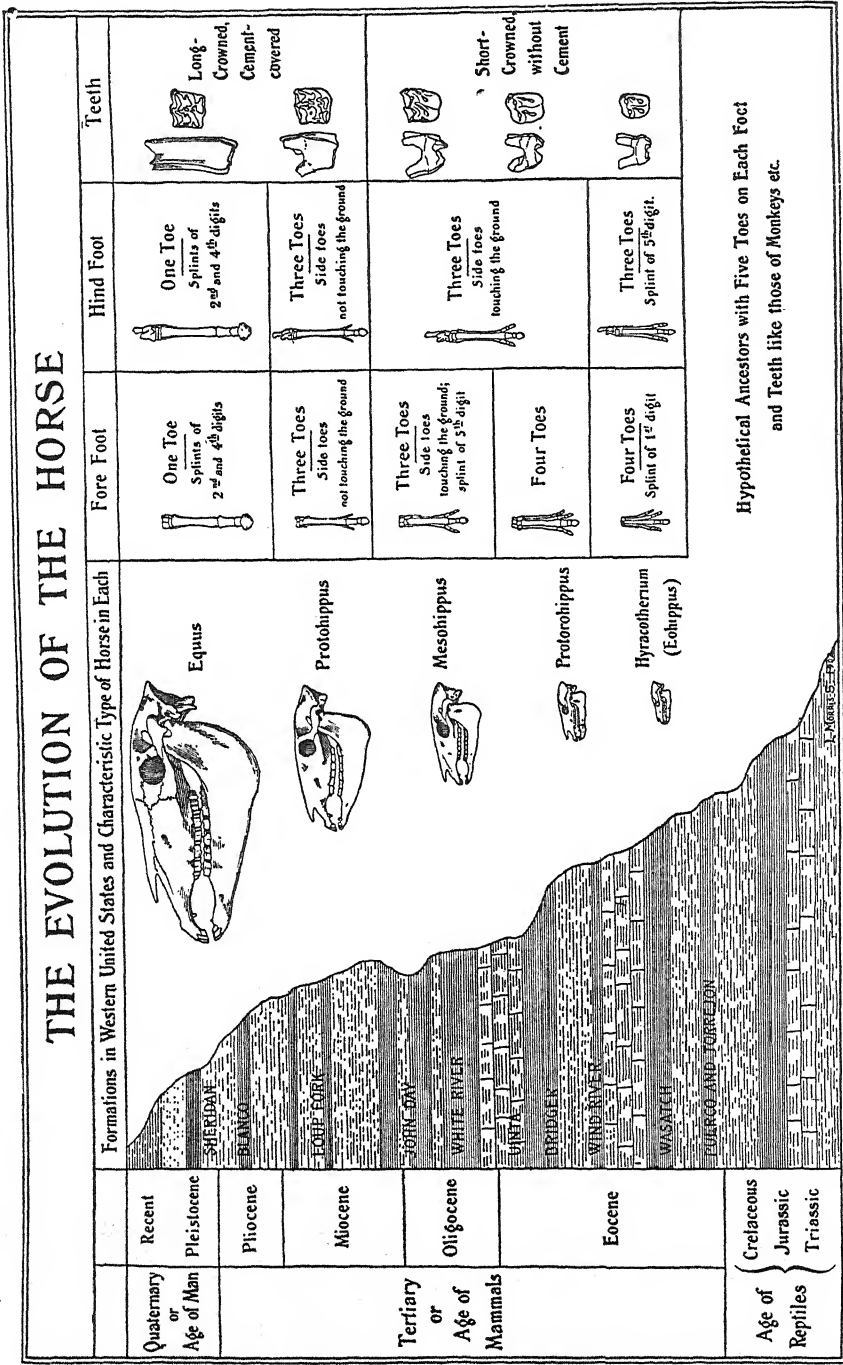 THE EVOLUTION OF THE HORSE
Formations in Western United States and Characteristic Type of Horse in Each
Fore Foot
Hind Foot
Teeth
Quaternary
or
Age of Man
Recent
Pleistocene
SHERIDAN
Equus
One Toe
Splints of
2nd and 4th digits
One Toe
Splints of
2nd and 4th digits
Long-
Crowned,
Cement-
covered
Tertiary
or
Age of
Mammals
Pliocene
BLANCO
Miocene
LOUP FORK
JOHN DAY
Protohippus
Three Toes
Side toes
not touching the ground
Three Toes
Side toes
not touching the ground
Oligocene
WHITE RIVER
Mesohippus
Three Toes
Side toes
touching the ground;
splint of 5th digit
Three Toes
Side toes
touching the ground
Short-
Crowned,
without
Cement
Eocene
UINTA
BRIDGER
WIND RIVER
WASATCH
PUERCO AND TORREJON
Protorohippus
Four Toes
Hyracotherium
(Eohippus)
Four Toes
Splint of 1st digit
Three Toes
Splint of 5th digit.
Age of
Reptiles
Cretaceous
Jurassic
Triassic
Hypothetical Ancestors with Five Toes on Each Foot
and Teeth like those of Monkeys etc.